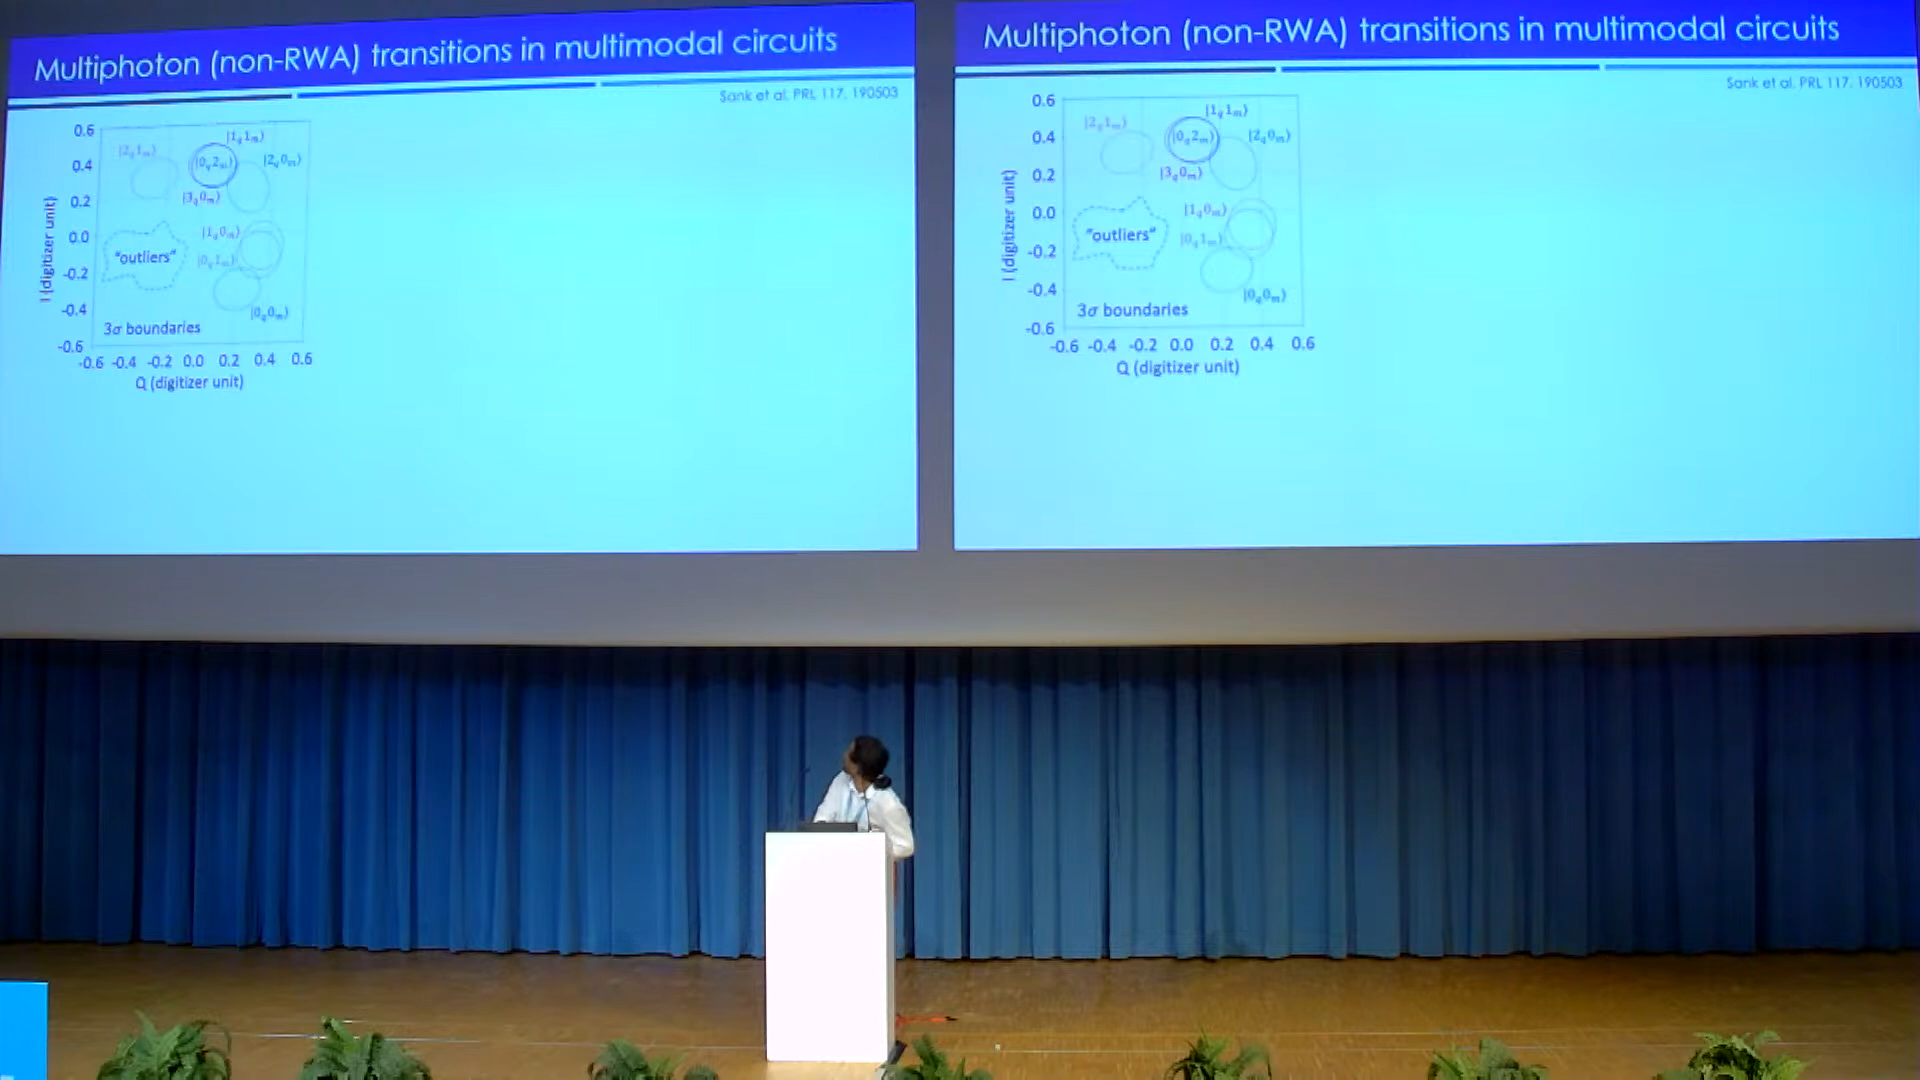 Multiphoton (non-RWA) transitions in multimodal circuits
Sank et al. PRL 117, 190503
0.6
0.4
0.2
0.0
-0.2
-0.4
-0.6
I (digitizer unit)
|2q1m⟩
|1q1m⟩
|0q2m⟩
|2q0m⟩
|3q0m⟩
|1q0m⟩
"outliers"
|0q1m⟩
|0q0m⟩
3σ boundaries
-0.6 -0.4 -0.2 0.0 0.2 0.4 0.6
Q (digitizer unit)
Multiphoton (non-RWA) transitions in multimodal circuits
Sank et al. PRL 117, 190503
0.6
0.4
0.2
0.0
-0.2
-0.4
-0.6
I (digitizer unit)
|2q1m⟩
|1q1m⟩
|0q2m⟩
|2q0m⟩
|3q0m⟩
|1q0m⟩
"outliers"
|0q1m⟩
|0q0m⟩
3σ boundaries
-0.6 -0.4 -0.2 0.0 0.2 0.4 0.6
Q (digitizer unit)